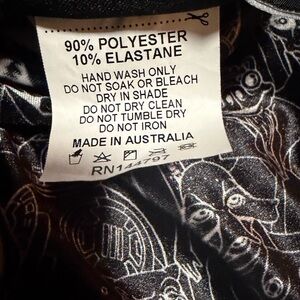 90% POLYESTER
10% ELASTANE
HAND WASH ONLY
DO NOT SOAK OR BLEACH
DRY IN SHADE
DO NOT DRY CLEAN
DO NOT TUMBLE DRY
DO NOT IRON
MADE IN AUSTRALIA
RN144797